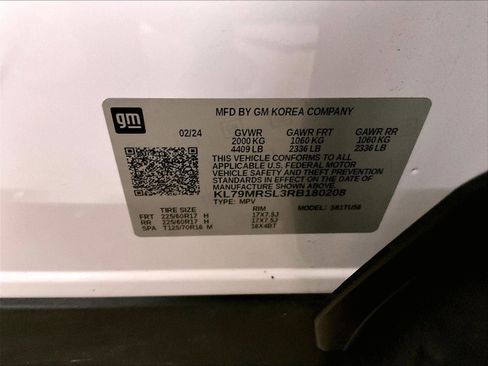 gm
MFD BY GM KOREA COMPANY
02/24 GVWR GAWR FRT GAWR RR
2000 KG 1060 KG 1060 KG
4409 LB 2336 LB 2336 LB
THIS VEHICLE CONFORMS TO ALL
APPLICABLE U.S. FEDERAL MOTOR
VEHICLE SAFETY AND THEFT PREVENTION
STANDARDS IN EFFECT ON THE DATE OF
MANUFACTURE SHOWN ABOVE.
KL79MRSL3RB180208
TYPE: MPV MODEL:
TIRE SIZE RIM
FRT 225/60R17 H 17X7.5J
RR 225/60R17 H 17X7.5J
SPA T125/70R16 M 16X4BT